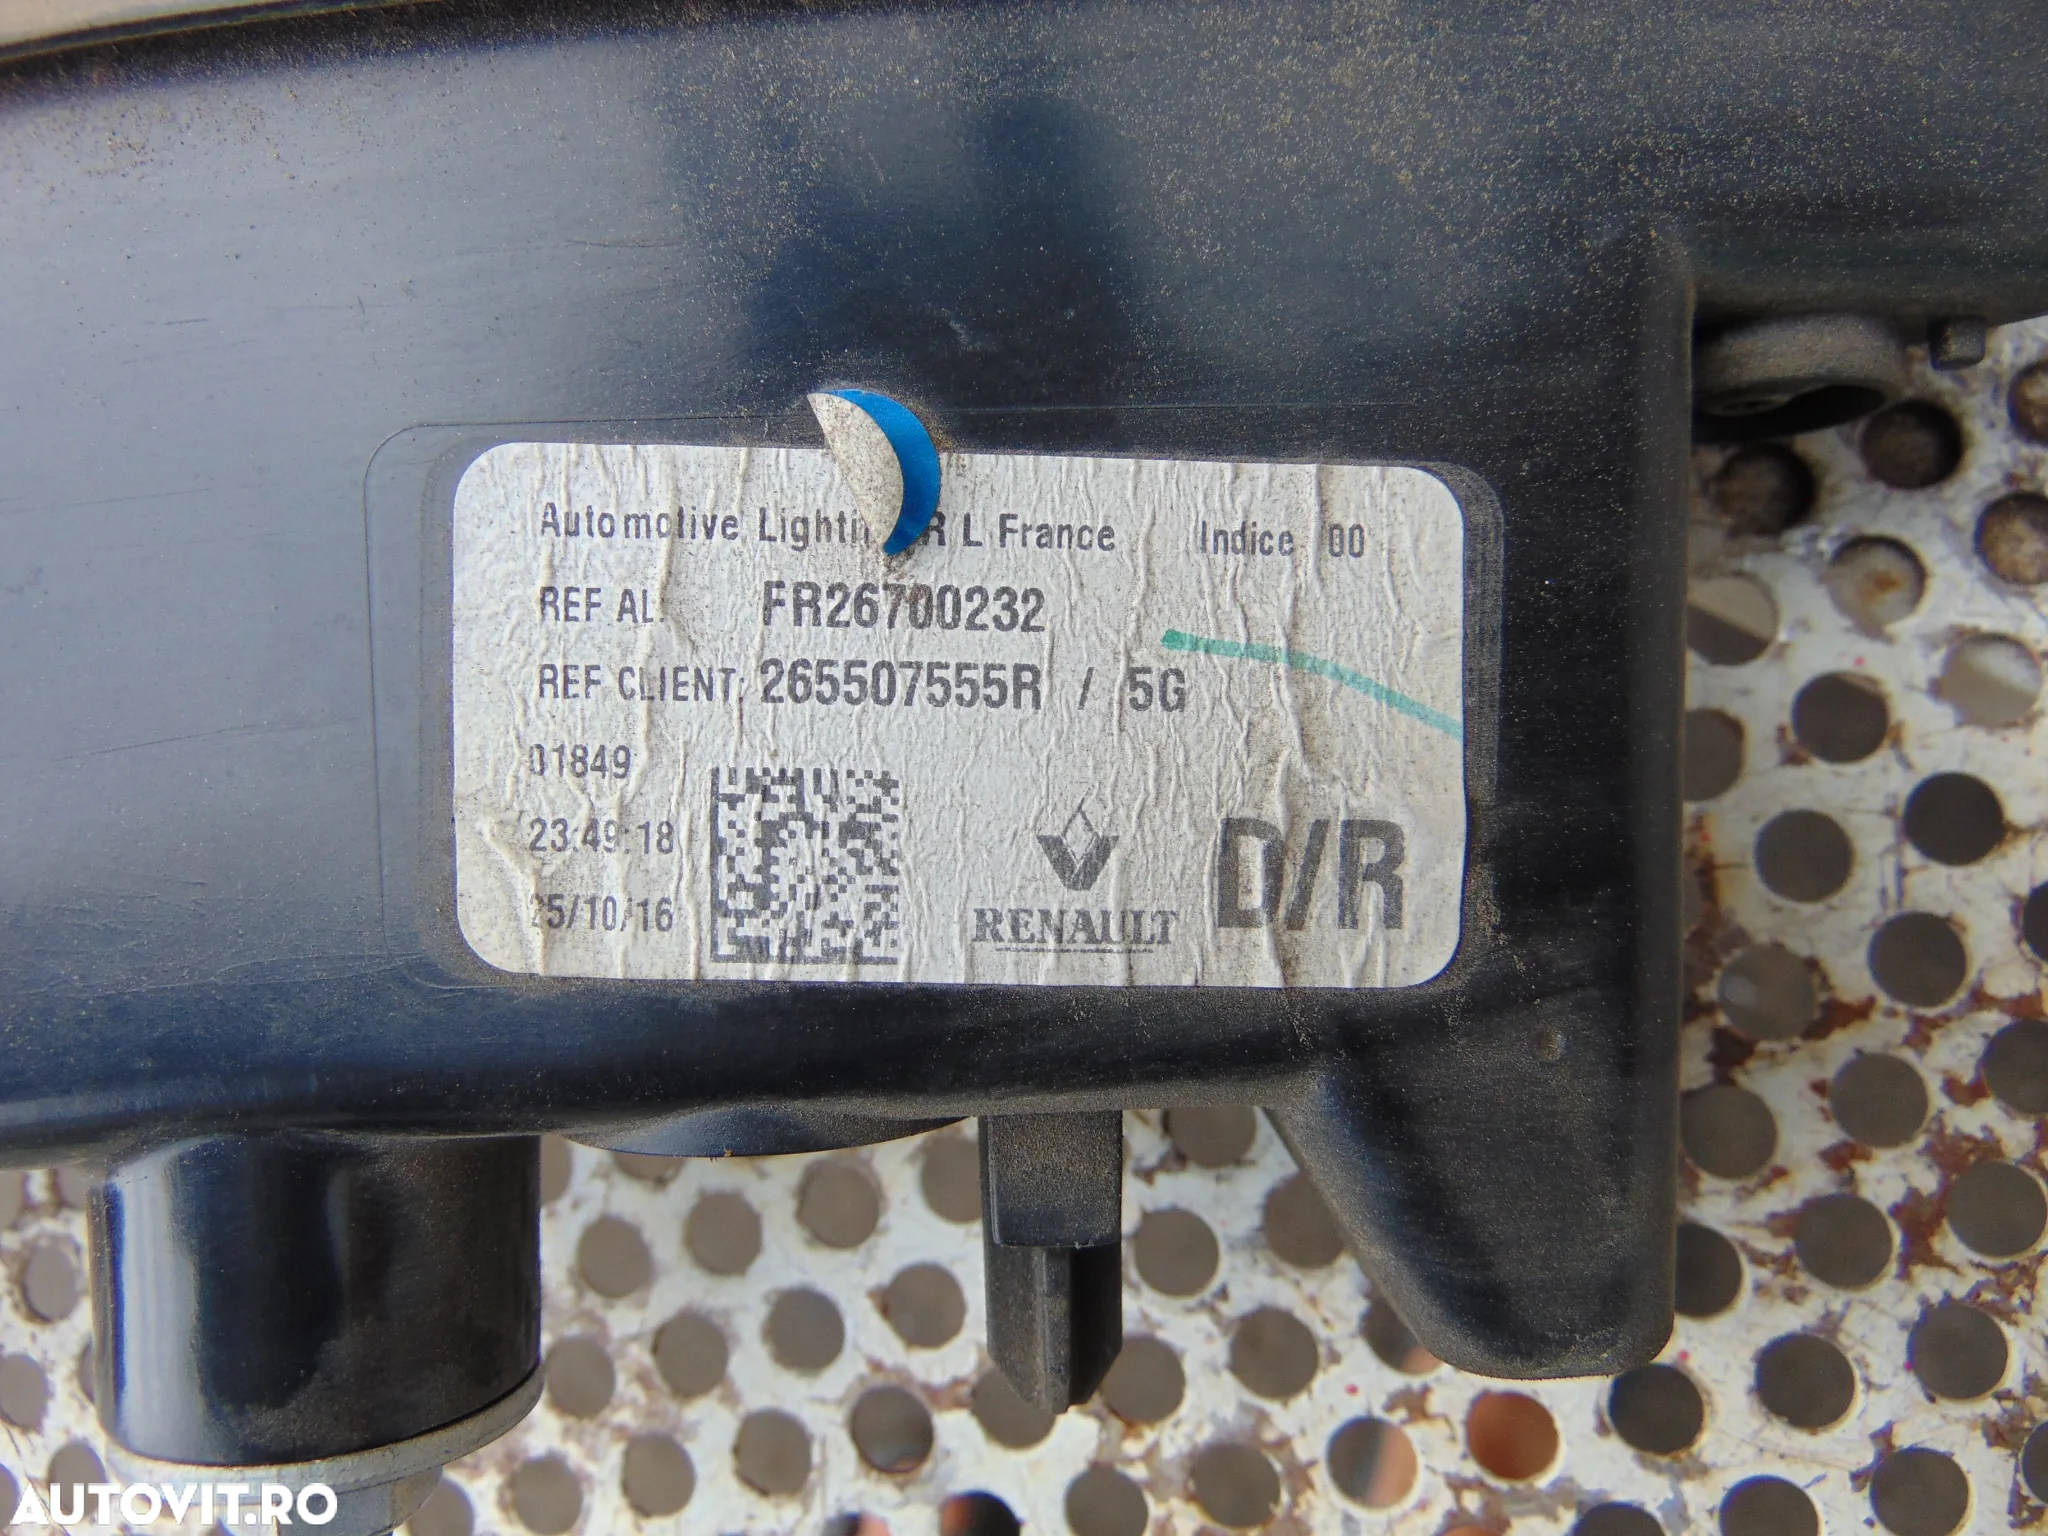 Automotive R L France Indice 00
REF AL: FR26700232
REF CLIENT: 265507555R / 5G
01849
23:49:18
25/10/16
RENAULT
D/R
AUTOVIT.RO